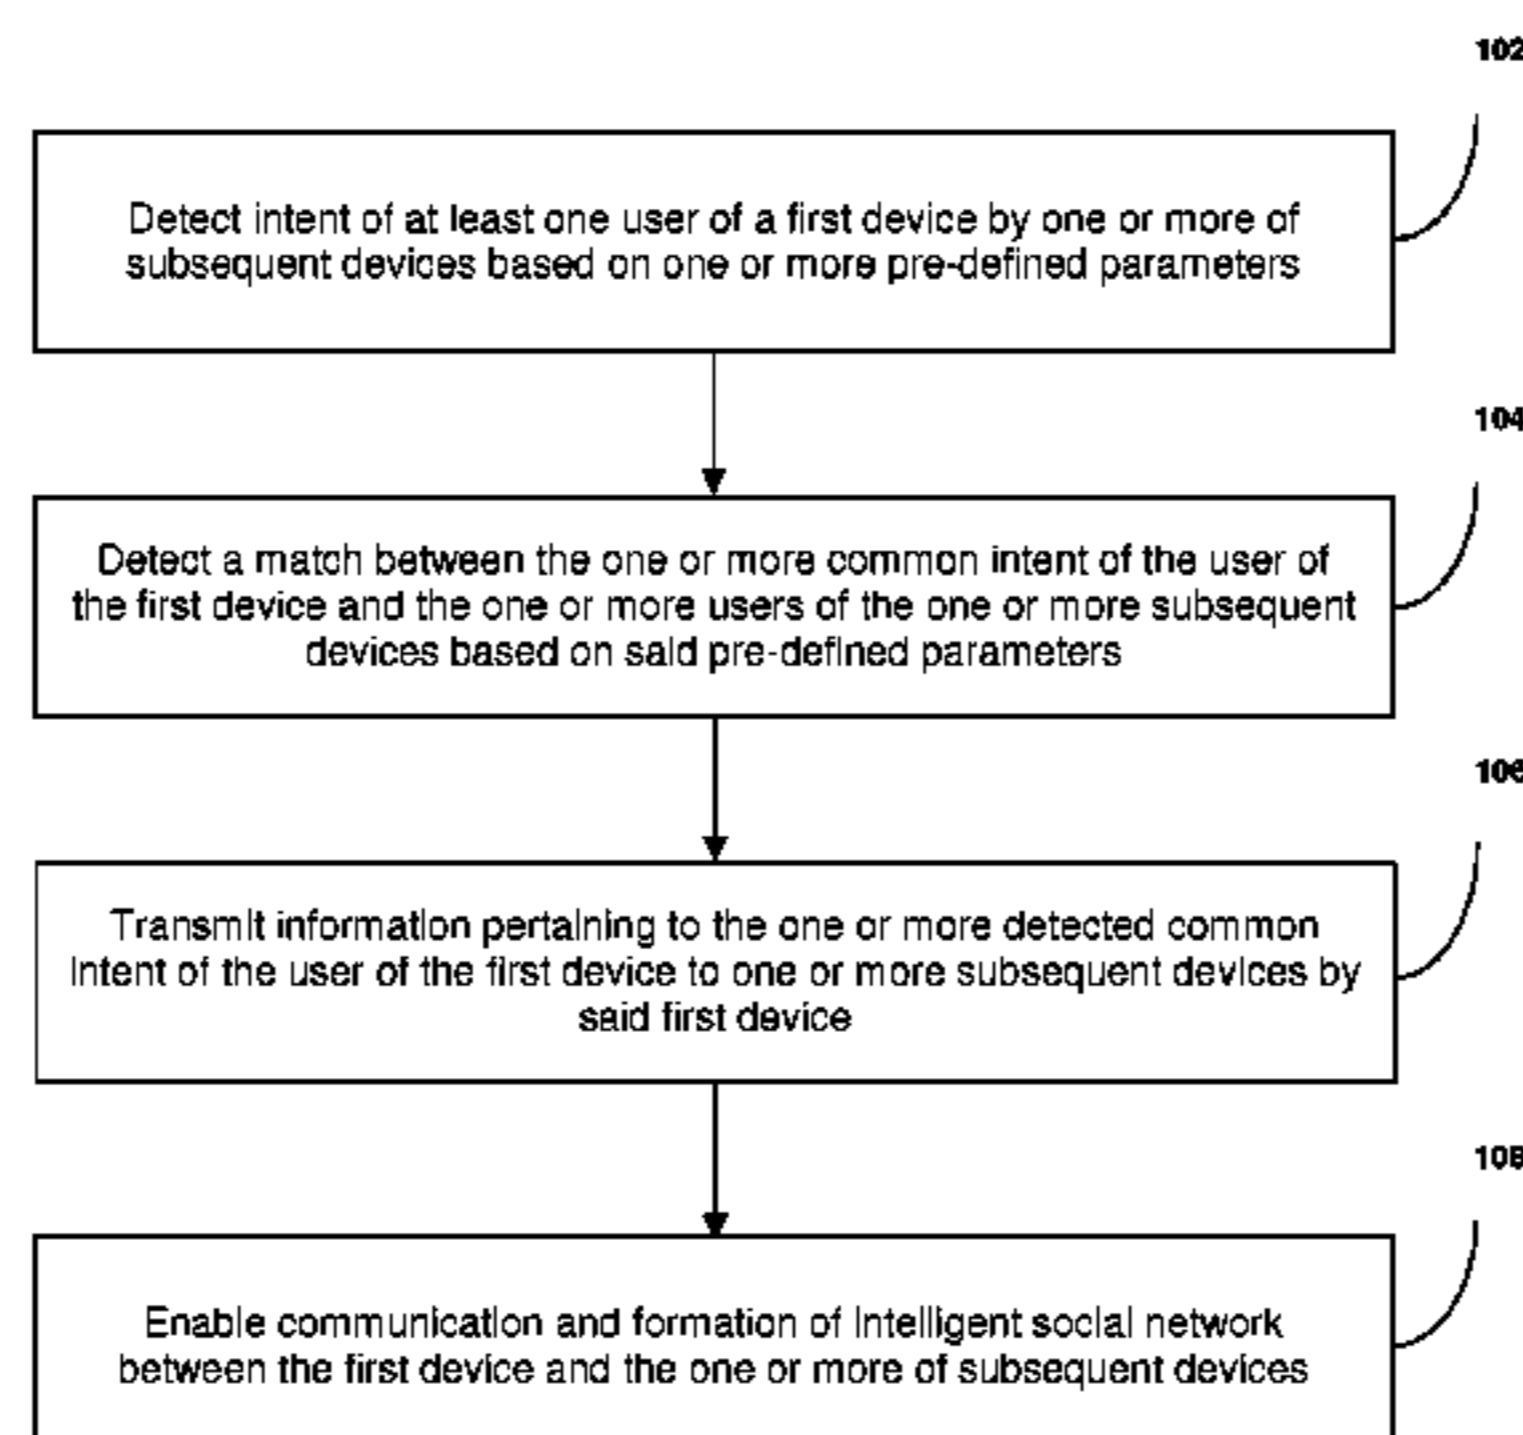 102
Detect intent of at least one user of a first device by one or more of
subsequent devices based on one or more pre-defined parameters
104
Detect a match between the one or more common intent of the user of
the first device and the one or more users of the one or more subsequent
devices based on said pre-defined parameters
106
Transmit information pertaining to the one or more detected common
Intent of the user of the first device to one or more subsequent devices by
said first device
108
Enable communication and formation of Intelligent social network
between the first device and the one or more of subsequent devices